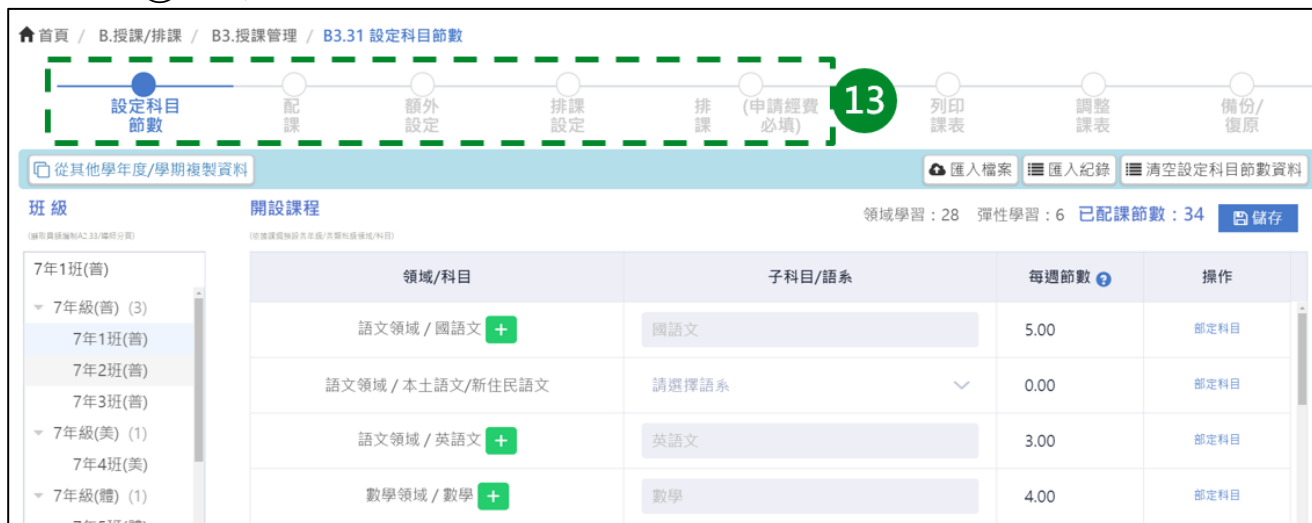 首頁 / B.授課/排課 / B3.授課管理 / B3.31 設定科目節數
設定科目節數
配課
額外設定
排課設定
排課
(申請經費必填)
13
列印課表
調整課表
備份/復原
從其他學年度/學期複製資料
匯入檔案
匯入紀錄
清空設定科目節數資料
班 級
開設課程
領域學習：28 彈性學習：6 已配課節數：34
儲存
7年1班(普)
領域/科目 子科目/語系 每週節數 操作
7年級(普) (3)
7年1班(普)
7年2班(普)
7年3班(普)
7年級(美) (1)
7年4班(美)
7年級(體) (1)
語文領域 / 國語文 + 國語文 5.00 部定科目
語文領域 / 本土語文/新住民語文 請選擇語系 0.00 部定科目
語文領域 / 英語文 + 英語文 3.00 部定科目
數學領域 / 數學 + 數學 4.00 部定科目